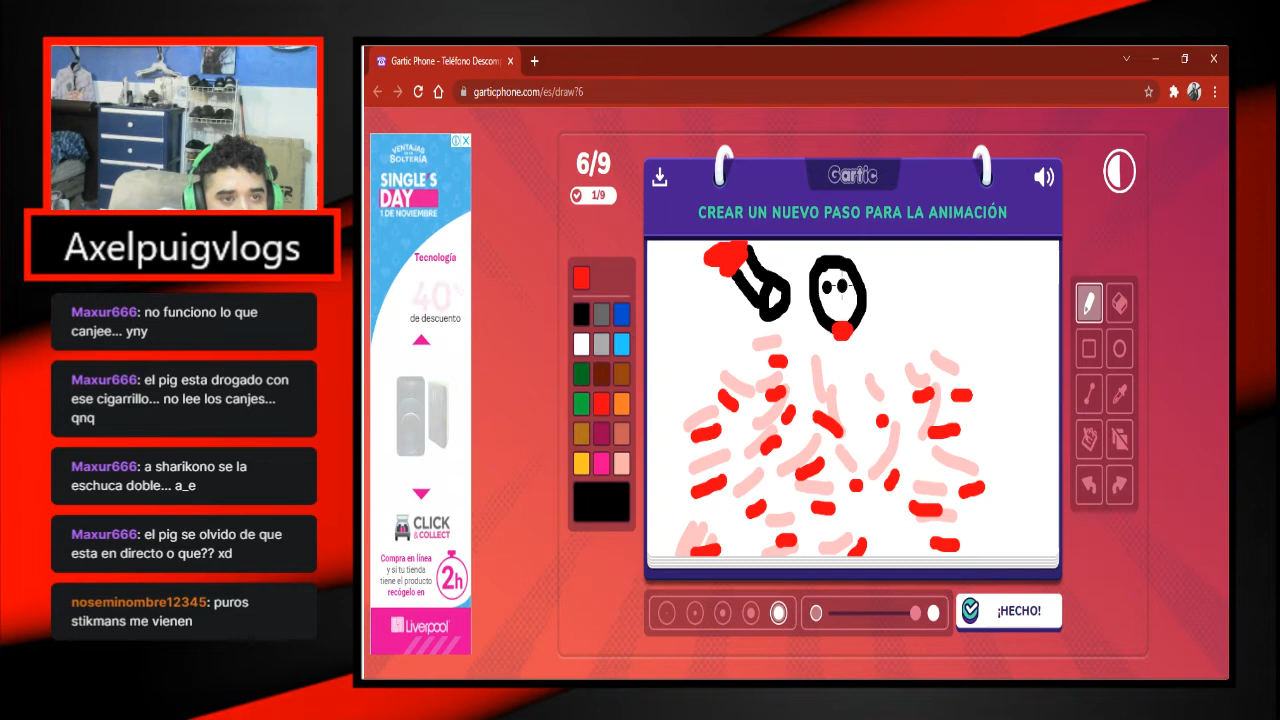 Axelpuigvlogs
Maxur666: no funciono lo que
canjee... yny
Maxur666: el pig esta drogado con
ese cigarrillo... no lee los canjes...
qnq
Maxur666: a sharikono se la
eschuca doble... a_e
Maxur666: el pig se olvido de que
esta en directo o que?? xd
noseminombre12345: puros
stikmans me vienen
Gartic Phone - Teléfono Descom
garticphone.com/es/draw?6
VENTAJAS
SOLTERÍA
SINGLE'S
DAY
1 DE NOVIEMBRE
Tecnología
40%
de descuento
CLICK
&COLLECT
Compra en línea
y si tu tienda
tiene el producto
recógelo en
2h
Liverpool
6/9
1/9
Gartic
CREAR UN NUEVO PASO PARA LA ANIMACIÓN
¡HECHO!